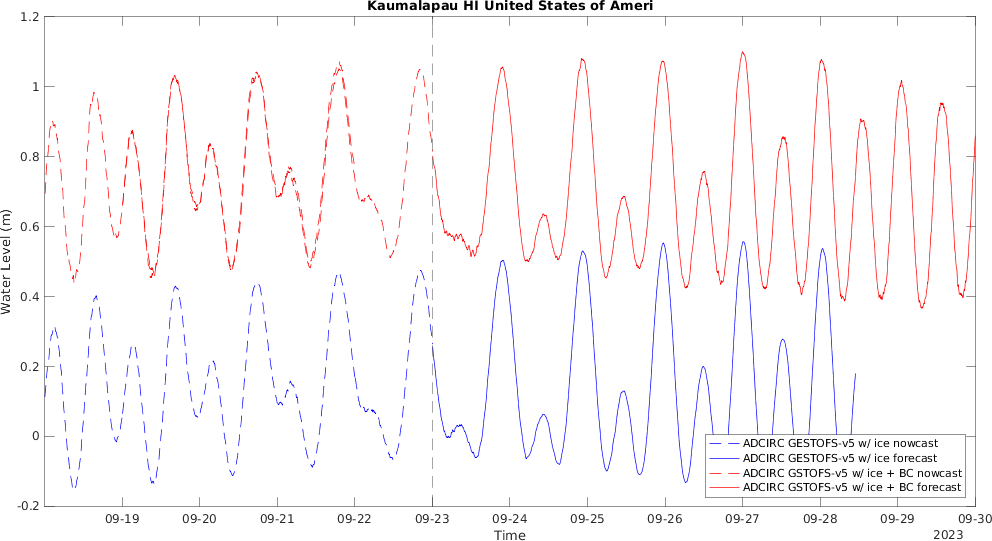 Kaumalapau HI United States of Ameri
Water Level (m)
1.2
1
0.8
0.6
0.4
0.2
0
-0.2
09-19 09-20 09-21 09-22 09-23 09-24 09-25 09-26 09-27 09-28 09-29 09-30
Time
2023
ADCIRC GESTOFS-v5 w/ ice nowcast
ADCIRC GESTOFS-v5 w/ ice forecast
ADCIRC GSTOFS-v5 w/ ice + BC nowcast
ADCIRC GSTOFS-v5 w/ ice + BC forecast